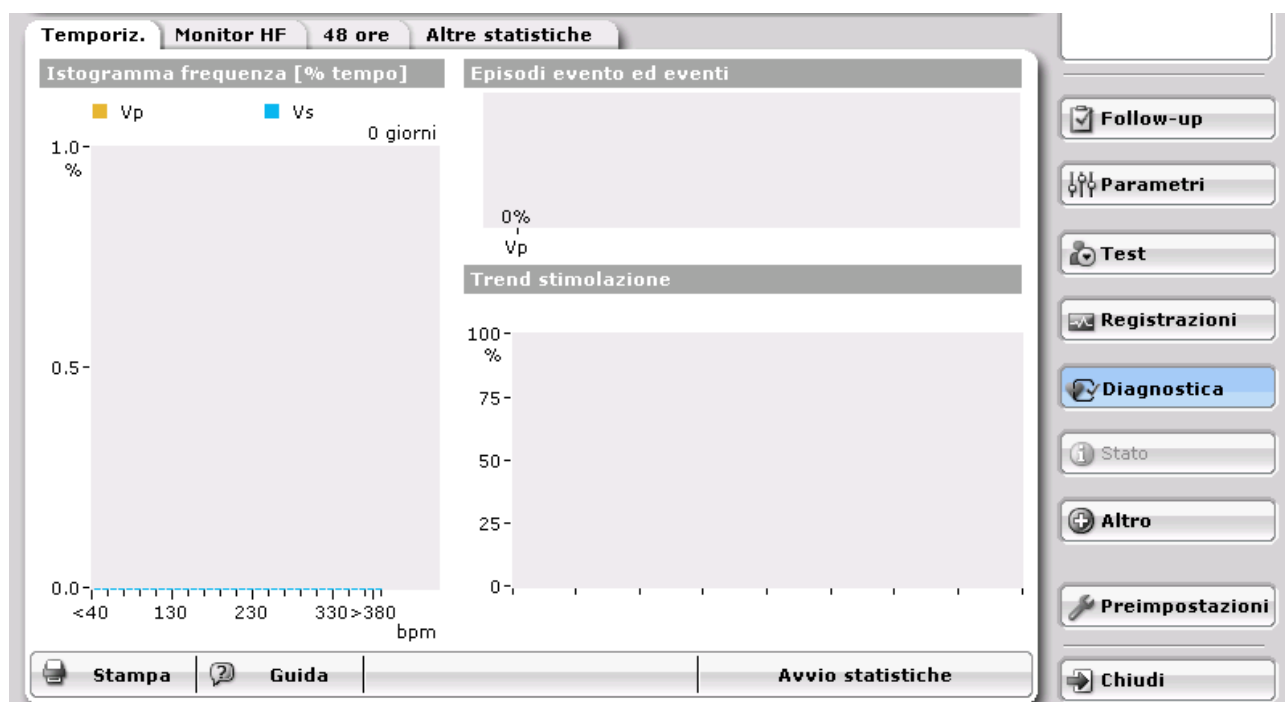 Temporiz. Monitor HF 48 ore Altre statistiche
Istogramma frequenza [% tempo]
Vp Vs
0 giorni
1.0
%
0.5
0.0
<40 130 230 330 >380
bpm
Episodi evento ed eventi
0%
Vp
Trend stimolazione
100
%
75
50
25
0
Stampa Guida Avvio statistiche
Follow-up
Parametri
Test
Registrazioni
Diagnostica
Stato
Altro
Preimpostazioni
Chiudi